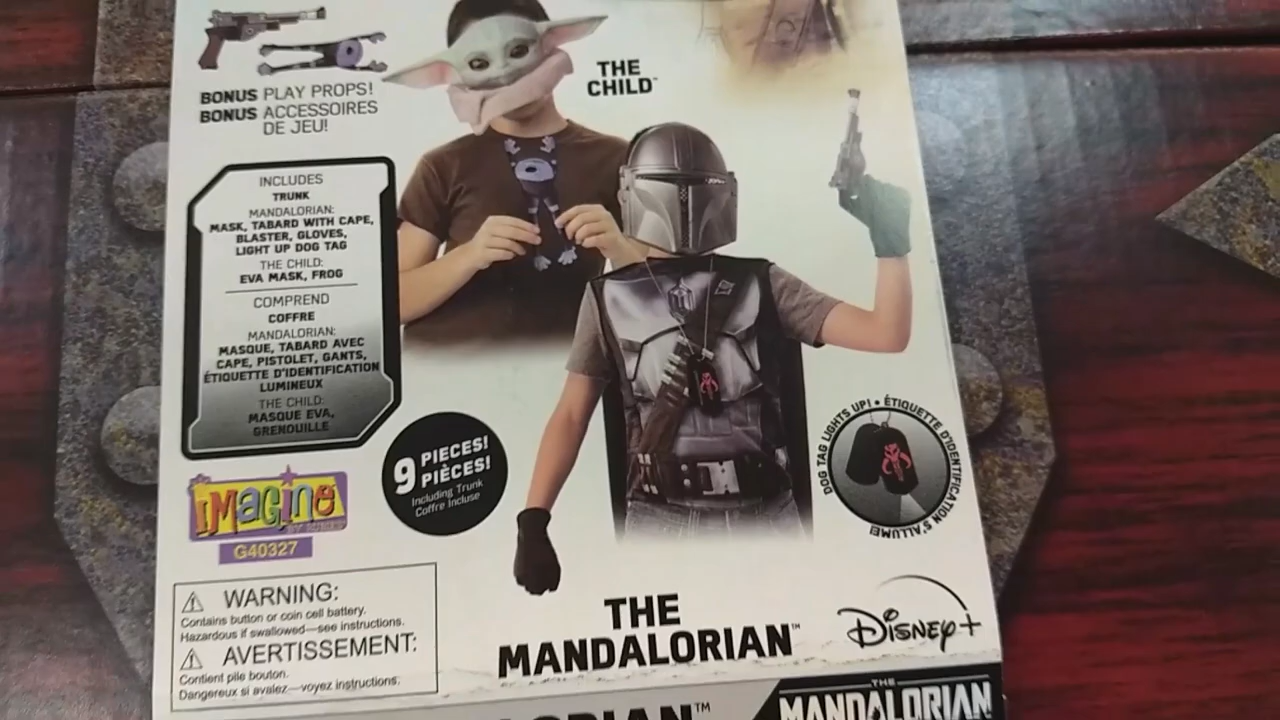 BONUS PLAY PROPS!
BONUS ACCESSOIRES
DE JEU!
THE
CHILD™
INCLUDES
TRUNK
MANDALORIAN:
MASK, TABARD WITH CAPE,
BLASTER, GLOVES,
LIGHT UP DOG TAG
THE CHILD:
EVA MASK, FROG
COMPREND
COFFRE
MANDALORIAN:
MASQUE, TABARD AVEC
CAPE, PISTOLET, GANTS,
ÉTIQUETTE D'IDENTIFICATION
LUMINEUX
THE CHILD:
MASQUE EVA,
GRENOUILLE
9 PIECES!
PIÈCES!
Including Trunk
Coffre Incluse
DOG TAG LIGHTS UP! • ÉTIQUETTE D'IDENTIFICATION S'ALLUME!
imagine
G40327
WARNING:
Contains button or coin cell battery.
Hazardous if swallowed—see instructions.
AVERTISSEMENT:
Contient pile bouton.
Dangereux si avalez—voyez instructions.
THE
MANDALORIAN™
Disney+
THE
MANDALORIAN